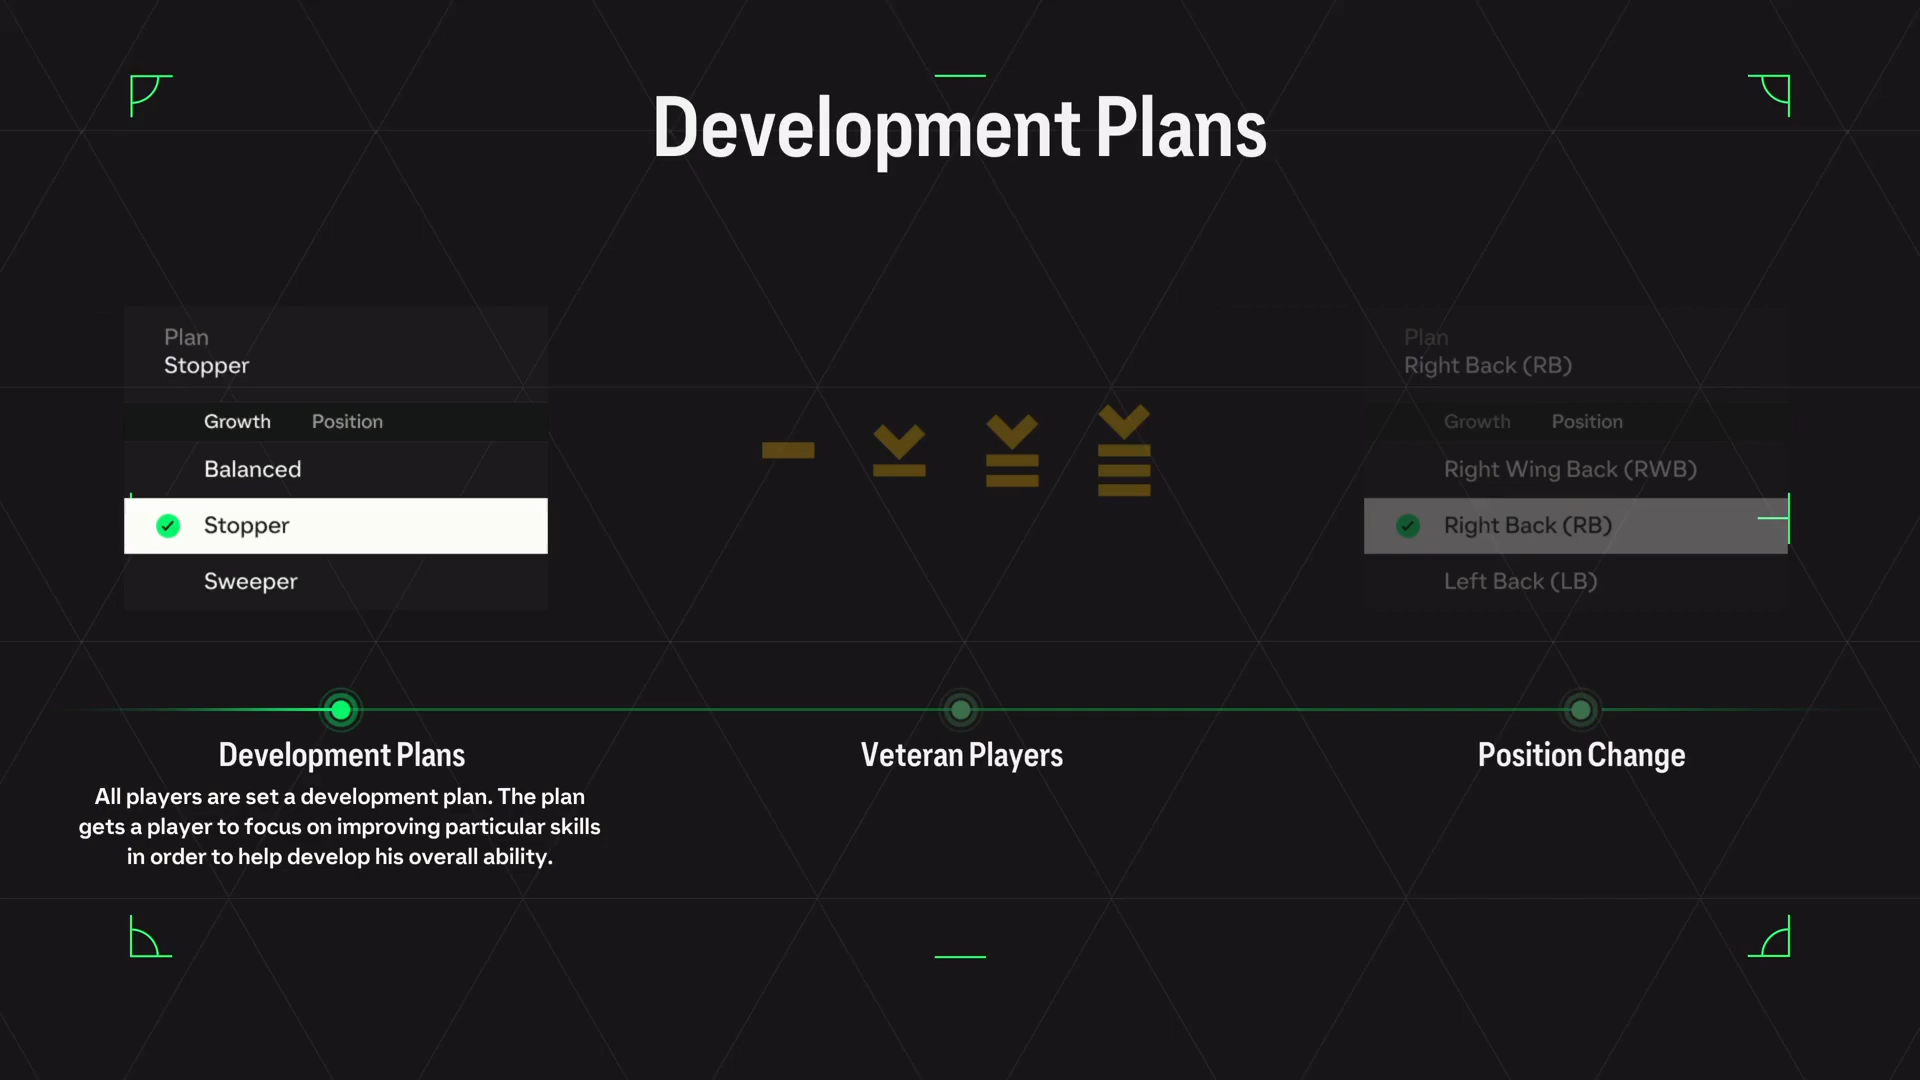 Development Plans
Plan
Stopper
Growth Position
Balanced
Stopper
Sweeper
Plan
Right Back (RB)
Growth Position
Right Wing Back (RWB)
Right Back (RB)
Left Back (LB)
Development Plans
All players are set a development plan. The plan
gets a player to focus on improving particular skills
in order to help develop his overall ability.
Veteran Players
Position Change